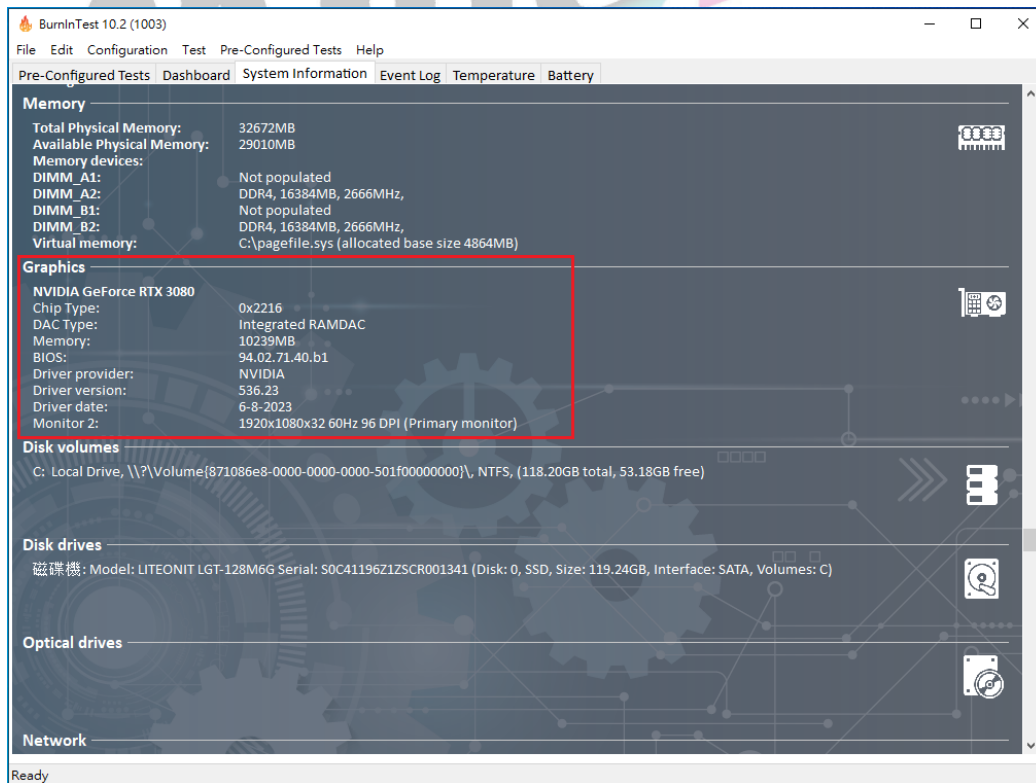 BurnInTest 10.2 (1003)
File Edit Configuration Test Pre-Configured Tests Help
Pre-Configured Tests Dashboard System Information Event Log Temperature Battery
Memory
Total Physical Memory: 32672MB
Available Physical Memory: 29010MB
Memory devices:
DIMM_A1: Not populated
DIMM_A2: DDR4, 16384MB, 2666MHz,
DIMM_B1: Not populated
DIMM_B2: DDR4, 16384MB, 2666MHz,
Virtual memory: C:\pagefile.sys (allocated base size 4864MB)
Graphics
NVIDIA GeForce RTX 3080
Chip Type: 0x2216
DAC Type: Integrated RAMDAC
Memory: 10239MB
BIOS: 94.02.71.40.b1
Driver provider: NVIDIA
Driver version: 536.23
Driver date: 6-8-2023
Monitor 2: 1920x1080x32 60Hz 96 DPI (Primary monitor)
Disk volumes
C: Local Drive, \\?\Volume{871086e8-0000-0000-0000-501f00000000}\, NTFS, (118.20GB total, 53.18GB free)
Disk drives
磁碟機: Model: LITEONIT LGT-128M6G Serial: S0C41196Z1ZSCR001341 (Disk: 0, SSD, Size: 119.24GB, Interface: SATA, Volumes: C)
Optical drives
Network
Ready